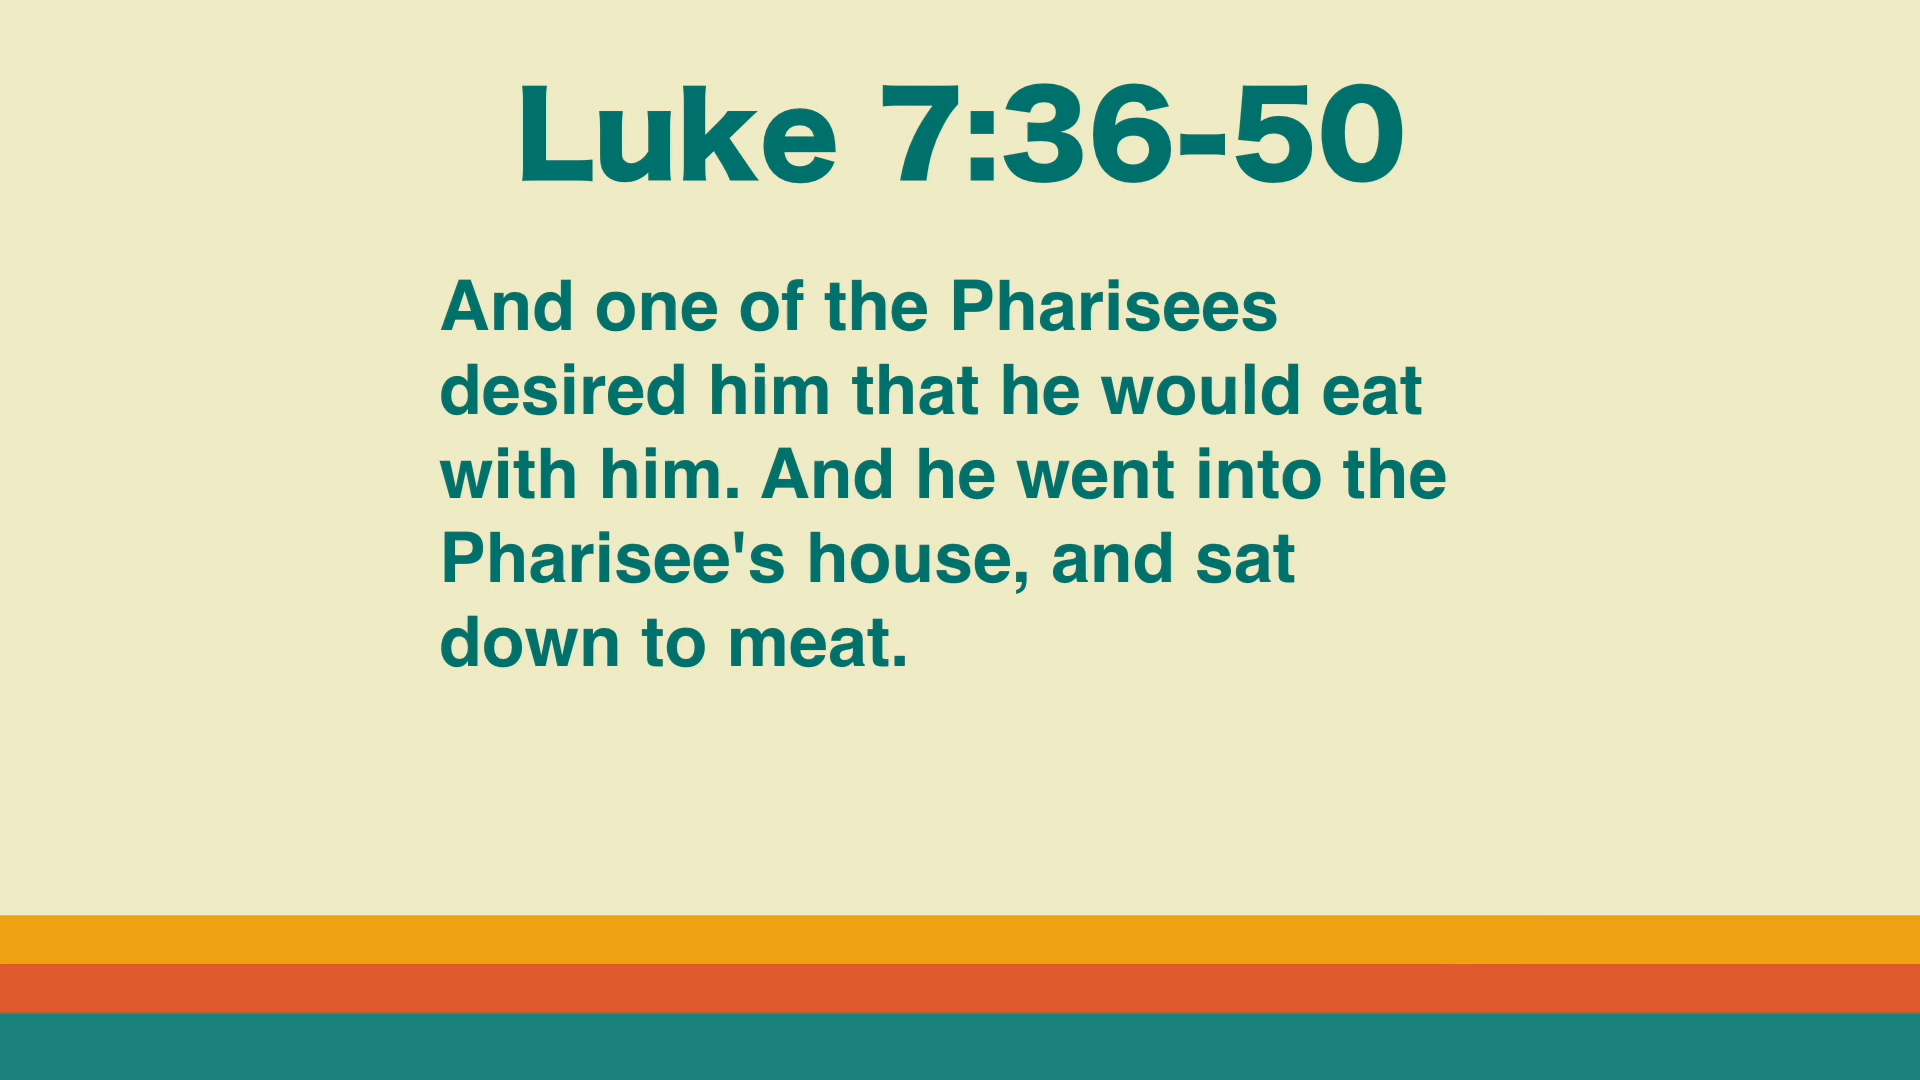 Luke 7:36-50
And one of the Pharisees
desired him that he would eat
with him. And he went into the
Pharisee's house, and sat
down to meat.